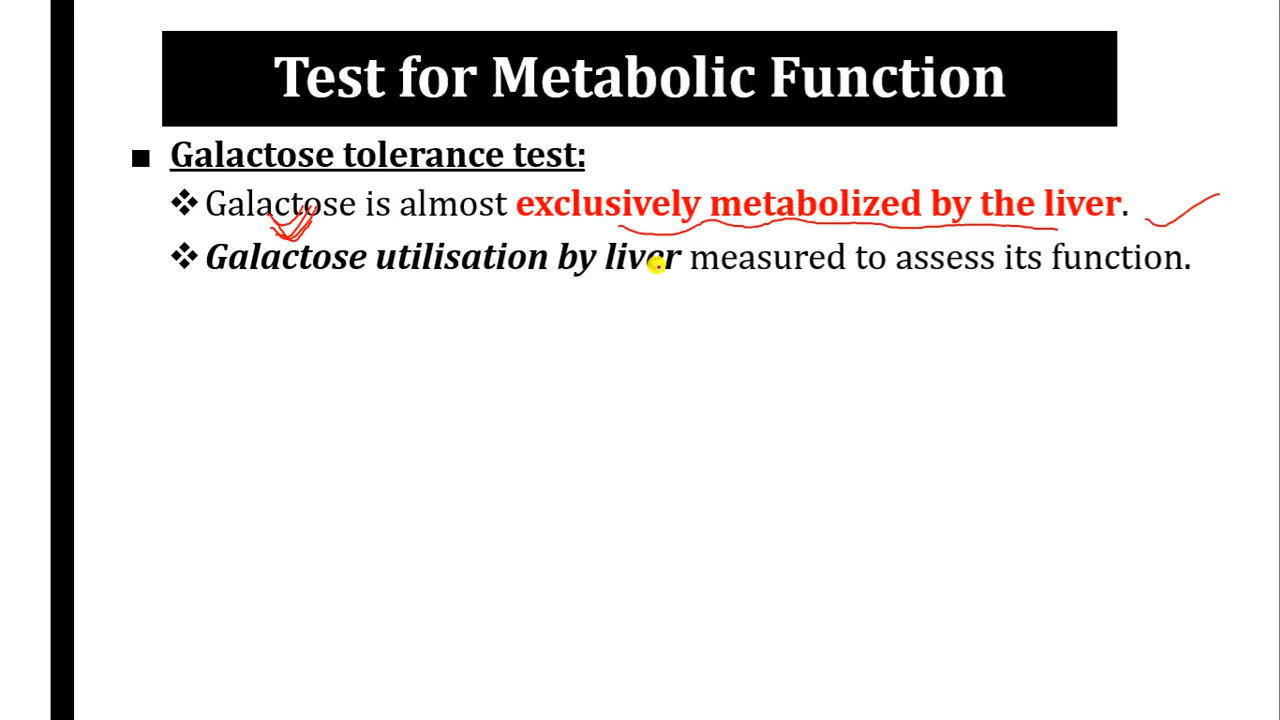 Test for Metabolic Function
■ Galactose tolerance test:
❖ Galactose is almost exclusively metabolized by the liver.
❖ Galactose utilisation by liver measured to assess its function.